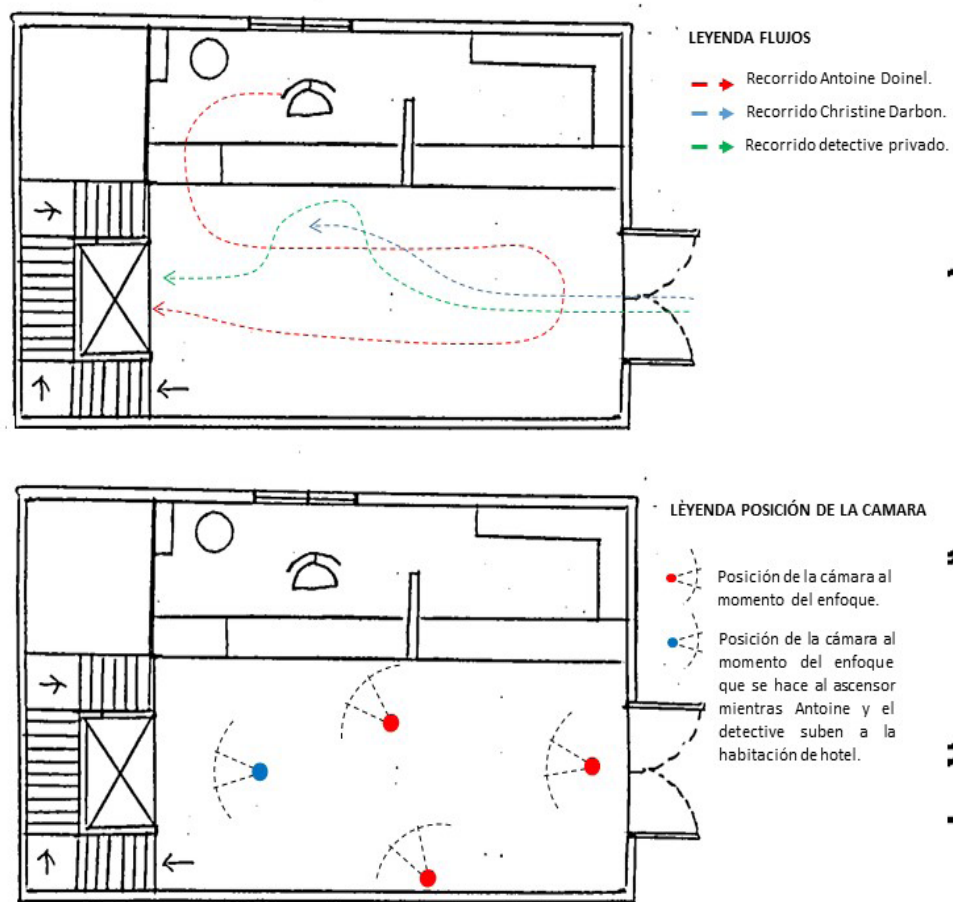 LEYENDA FLUJOS
Recorrido Antoine Doinel.
Recorrido Christine Darbon.
Recorrido detective privado.
LEYENDA POSICIÓN DE LA CAMARA
Posición de la cámara al
momento del enfoque.
Posición de la cámara al
momento del enfoque
que se hace al ascensor
mientras Antoine y el
detective suben a la
habitación de hotel.